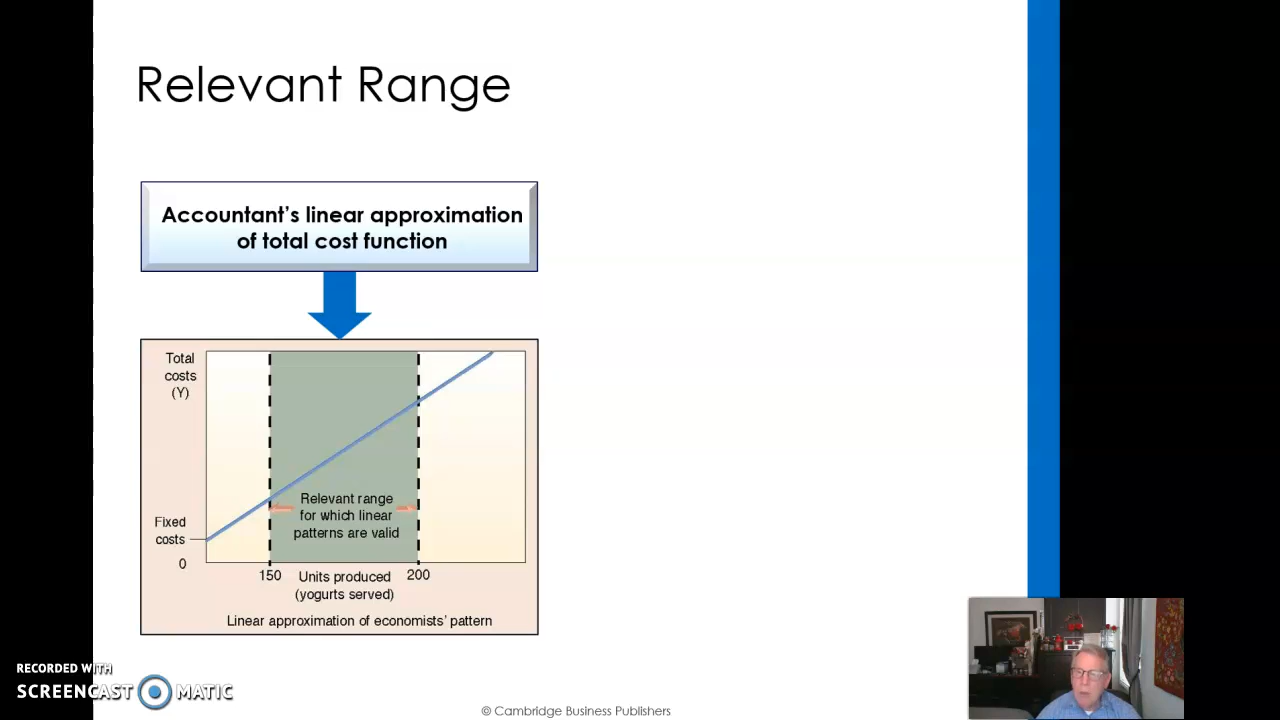 Relevant Range
Accountant’s linear approximation
of total cost function
Total
costs
(Y)
Relevant range
for which linear
patterns are valid
Fixed
costs
0
150
Units produced
200
(yogurts served)
Linear approximation of economists’ pattern
RECORDED WITH
SCREENCAST MATIC
© Cambridge Business Publishers